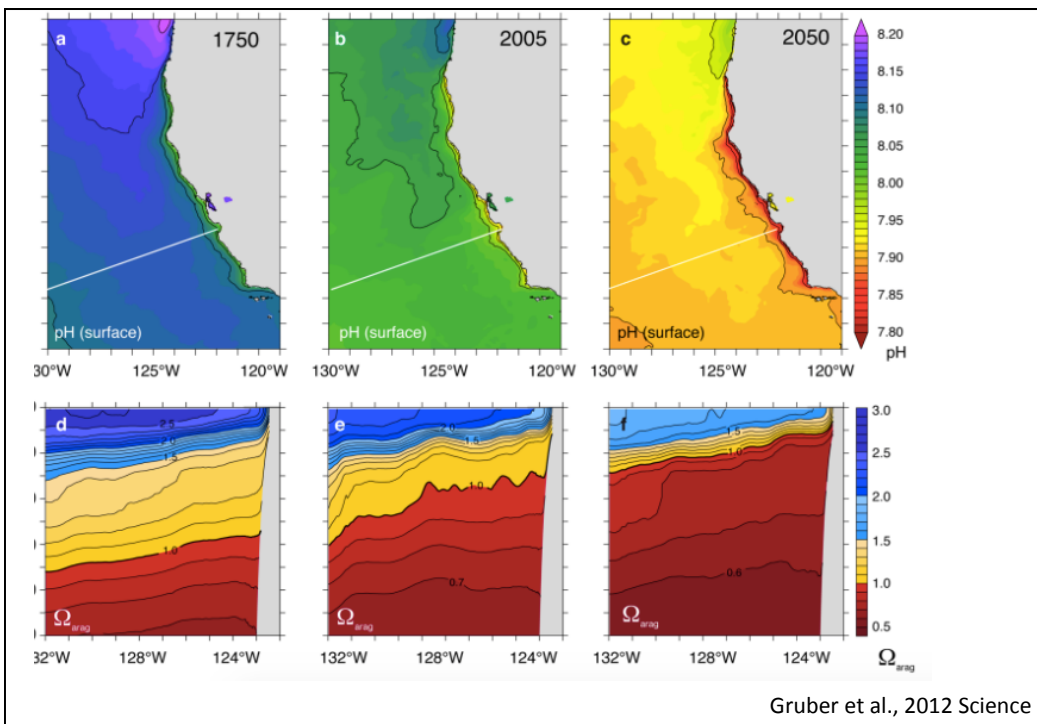 a 1750
b 2005
c 2050
8.20
8.15
8.10
8.05
8.00
7.95
7.90
7.85
7.80
pH
pH (surface)
pH (surface)
pH (surface)
30°W 125°W 120°W
130°W 125°W 120°W
130°W 125°W 120°W
d
2.5
2.0
1.5
1.0
Ωarag
e
2.0
1.5
1.0
0.7
Ωarag
f
1.5
1.0
0.6
Ωarag
3.0
2.5
2.0
1.5
1.0
0.5
Ωarag
32°W 128°W 124°W
132°W 128°W 124°W
132°W 128°W 124°W
Gruber et al., 2012 Science